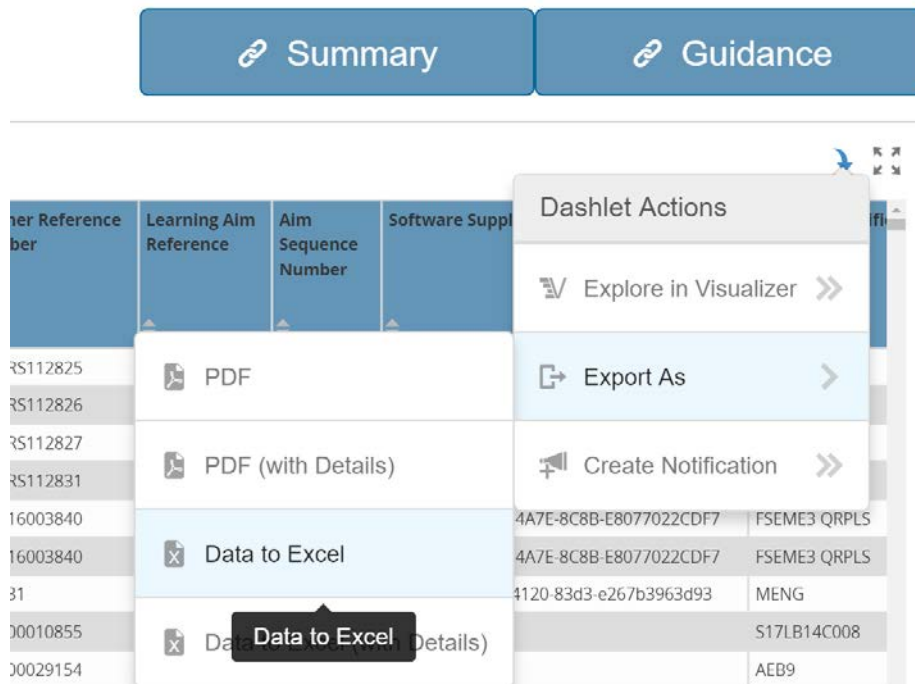 Summary
Guidance
Dashlet Actions
Learning Aim Reference
Aim Sequence Number
Software
Reference
Explore in Visualizer
Export As
Create Notification
PDF
PDF (with Details)
Data to Excel
Data to Excel
Details)
RS112825
RS112826
RS112827
RS112831
16003840
4A7E-8C8B-E8077022CDF7
FSEME3 QRPLS
16003840
4A7E-8C8B-E8077022CDF7
FSEME3 QRPLS
4120-83d3-e267b3963d93
MENG
00010855
S17LB14C008
00029154
AEB9